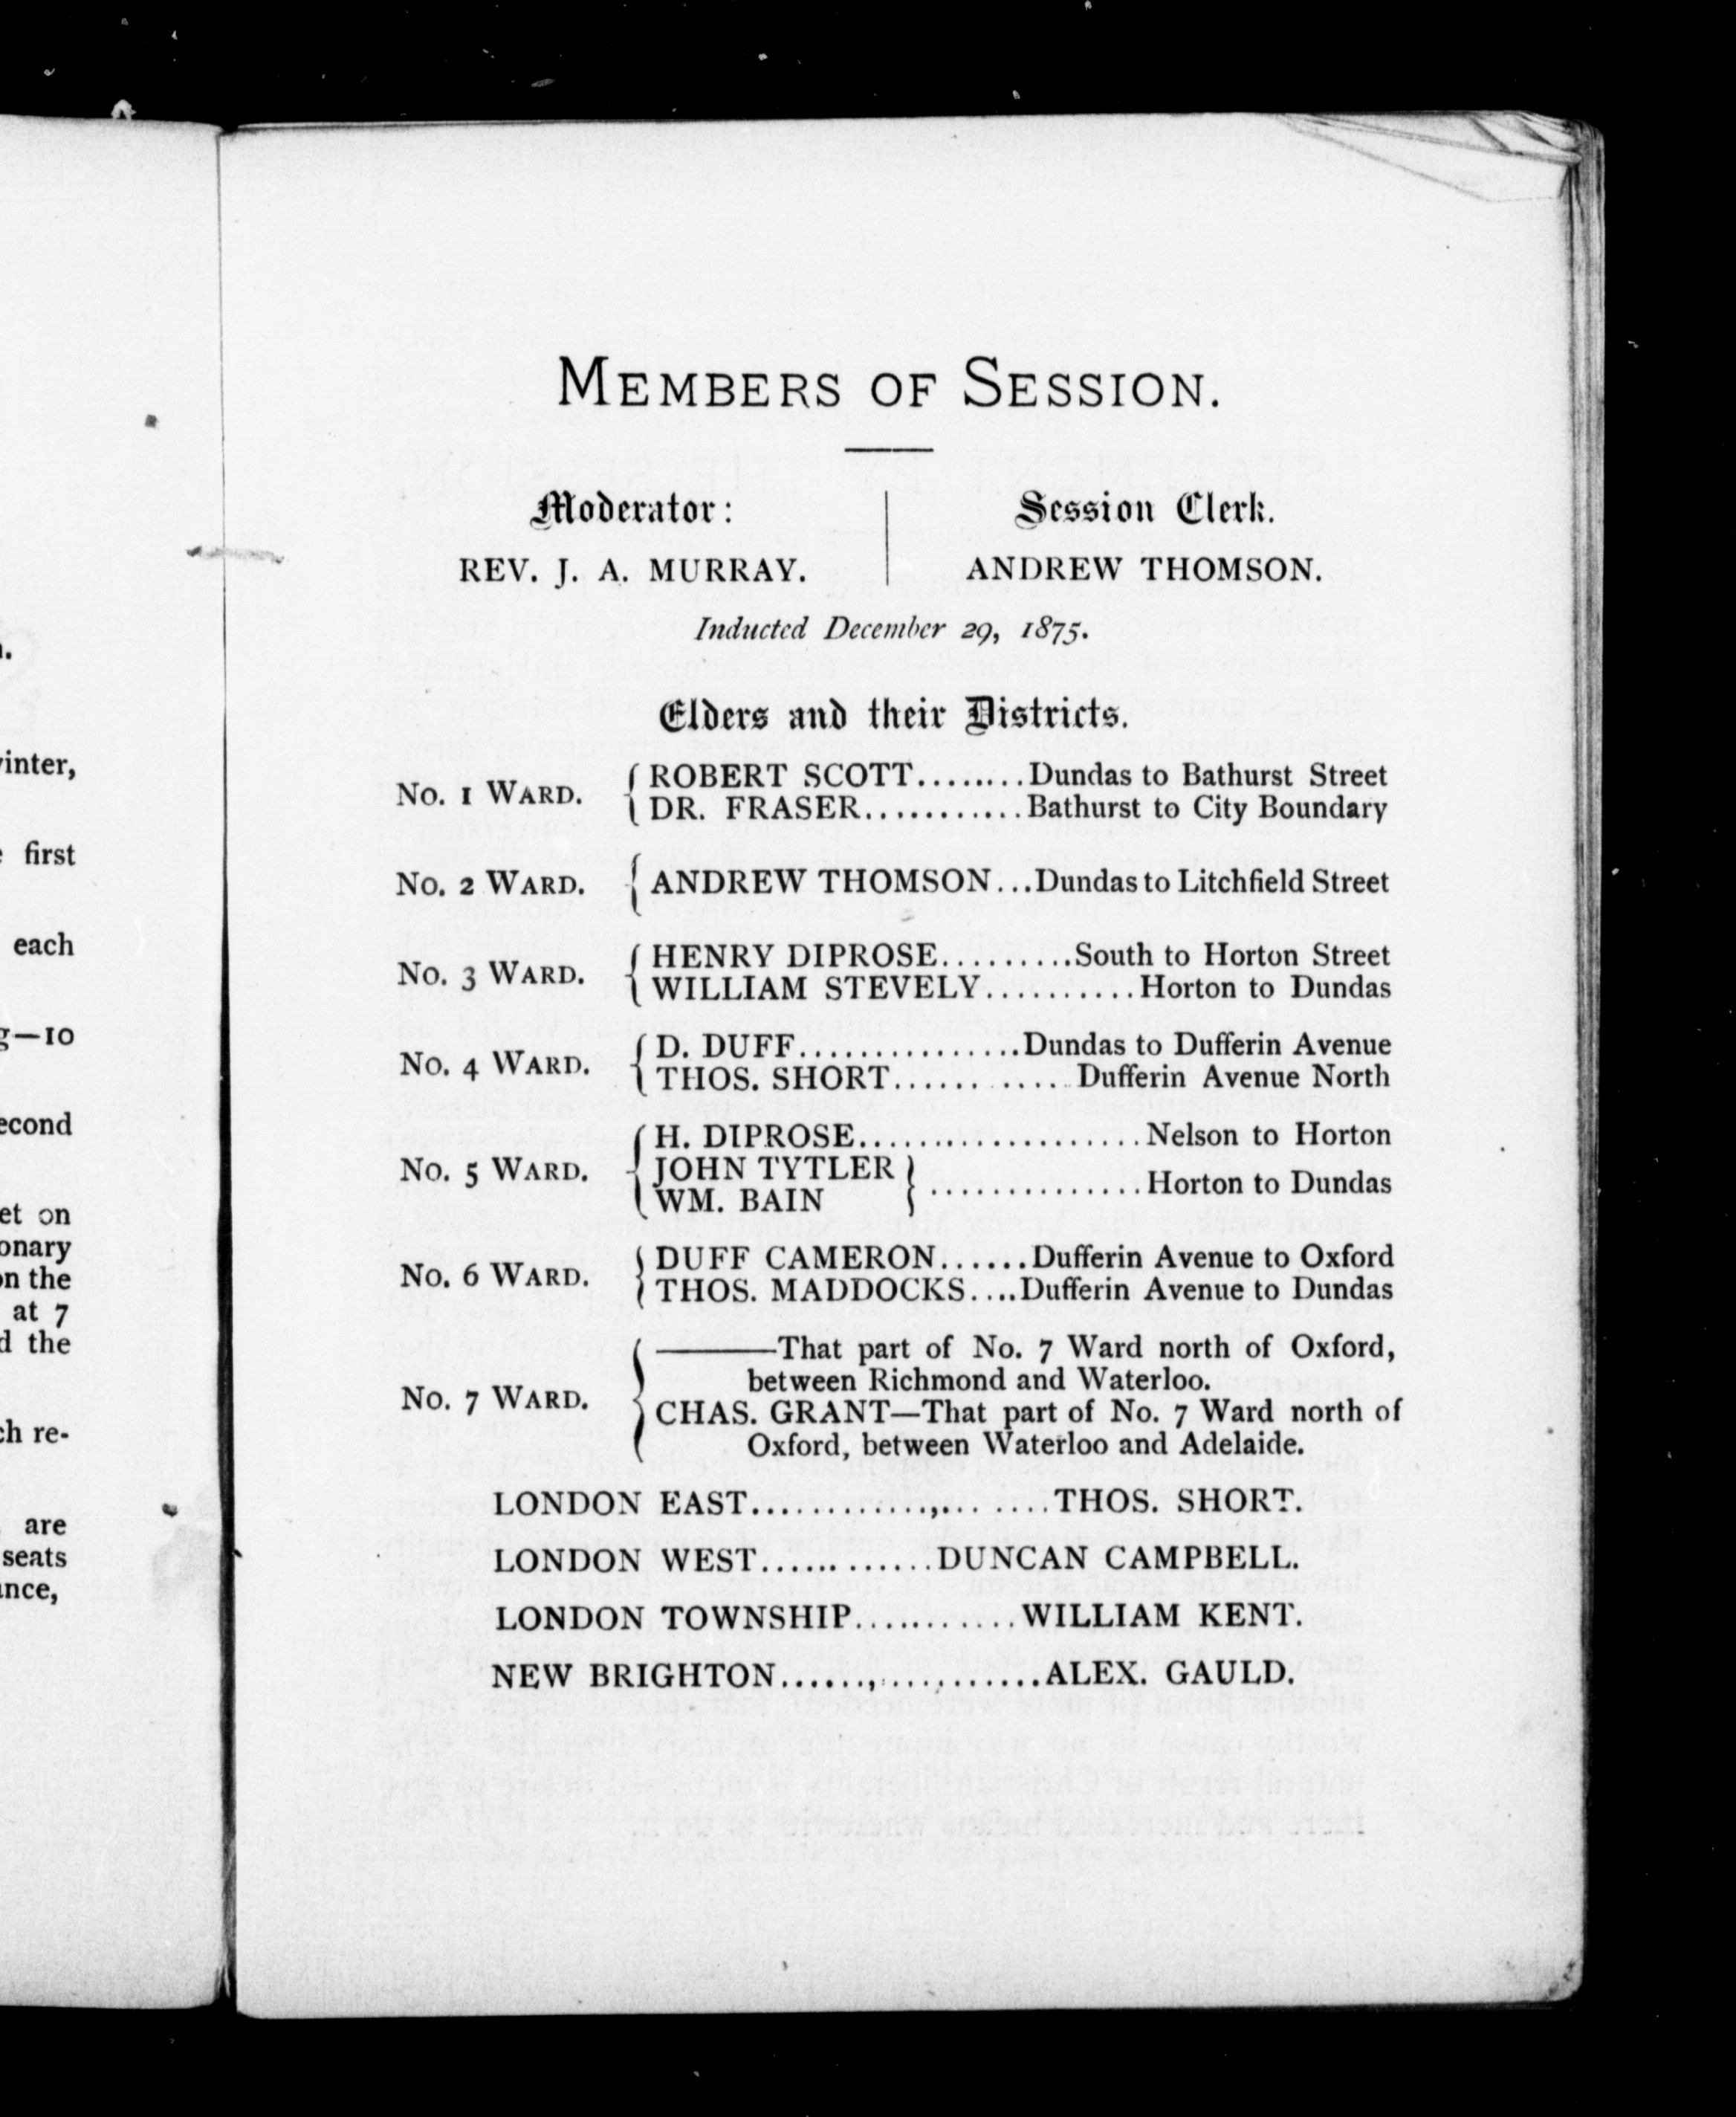 MEMBERS OF SESSION.
Moderator:
REV. J. A. MURRAY.
Session Clerk.
ANDREW THOMSON.
Inducted December 29, 1875.
Elders and their Districts.
No. 1 WARD.
ROBERT SCOTT........Dundas to Bathurst Street
DR. FRASER...........Bathurst to City Boundary
No. 2 WARD.
ANDREW THOMSON...Dundas to Litchfield Street
No. 3 WARD.
HENRY DIPROSE.........South to Horton Street
WILLIAM STEVELY..........Horton to Dundas
No. 4 WARD.
D. DUFF...............Dundas to Dufferin Avenue
THOS. SHORT...... .....Dufferin Avenue North
No. 5 WARD.
H. DIPROSE...................Nelson to Horton
JOHN TYTLER
WM. BAIN
..............Horton to Dundas
No. 6 WARD.
DUFF CAMERON......Dufferin Avenue to Oxford
THOS. MADDOCKS....Dufferin Avenue to Dundas
No. 7 WARD.
———That part of No. 7 Ward north of Oxford,
between Richmond and Waterloo.
CHAS. GRANT—That part of No. 7 Ward north of
Oxford, between Waterloo and Adelaide.
LONDON EAST............,... ....THOS. SHORT.
LONDON WEST...... ......DUNCAN CAMPBELL.
LONDON TOWNSHIP...........WILLIAM KENT.
NEW BRIGHTON......,...........ALEX. GAULD.
first
each
10
on
on the
at 7
the
are
seats